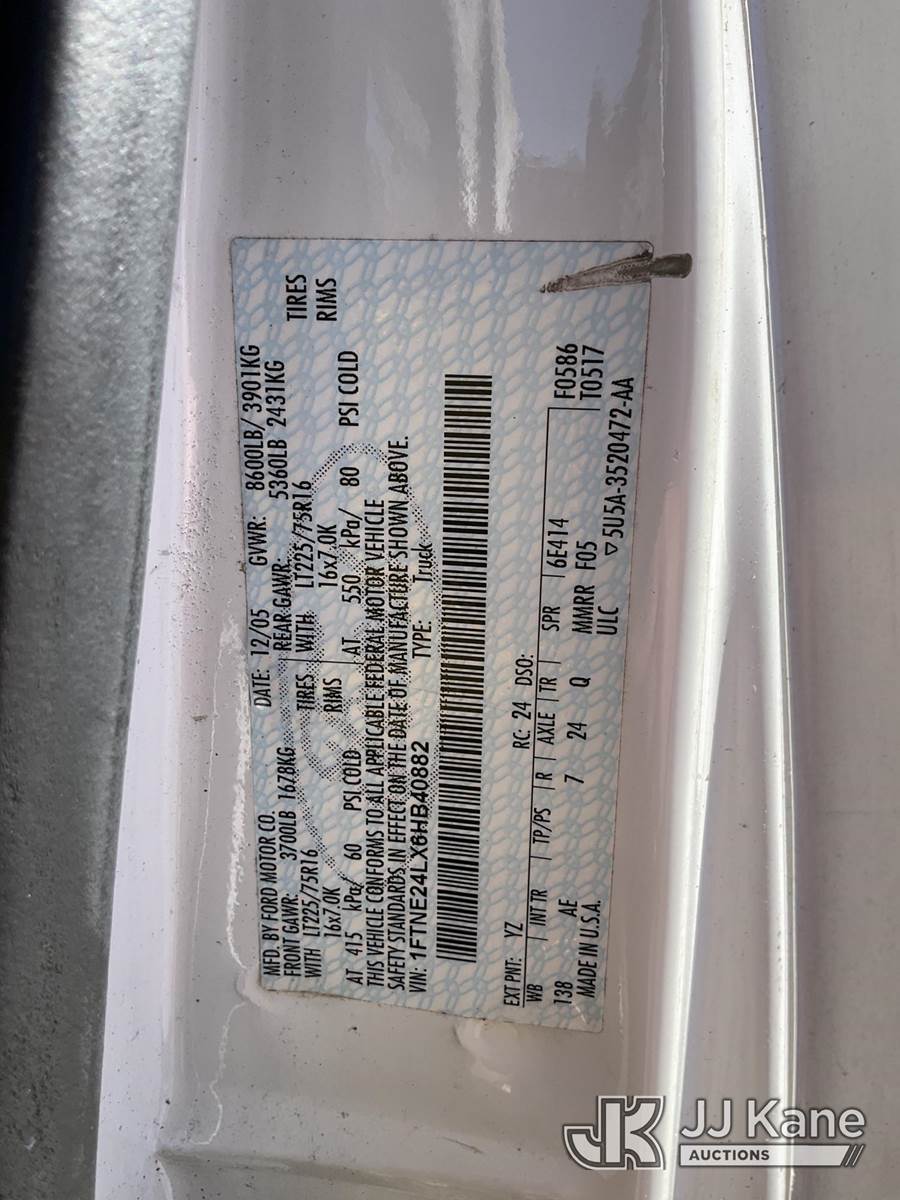 MFD. BY FORD MOTOR CO. DATE: 12/05 GVWR: 8600LB/ 3901KG
FRONT GAWR: 3700LB 1678KG REAR GAWR: 5360LB 2431KG
WITH LT225/75R16 TIRES WITH LT225/75R16 TIRES
16x7.0K RIMS 16x7.0K RIMS
AT 415 kPa/ 60 PSI COLD AT 550 kPa/ 80 PSI COLD
THIS VEHICLE CONFORMS TO ALL APPLICABLE FEDERAL MOTOR VEHICLE
SAFETY STANDARDS IN EFFECT ON THE DATE OF MANUFACTURE SHOWN ABOVE.
VIN: 1FTNE24LX6HB40882 TYPE: Truck
EXT PNT: YZ RC: 24 DSO:
WB INT TR TP/PS R AXLE TR SPR F0586
138 AE 7 24 Q 6E414 T0517
MMRR F05
MADE IN U.S.A. ULC
▽5U5A-3520472-AA
JK JJ Kane
AUCTIONS